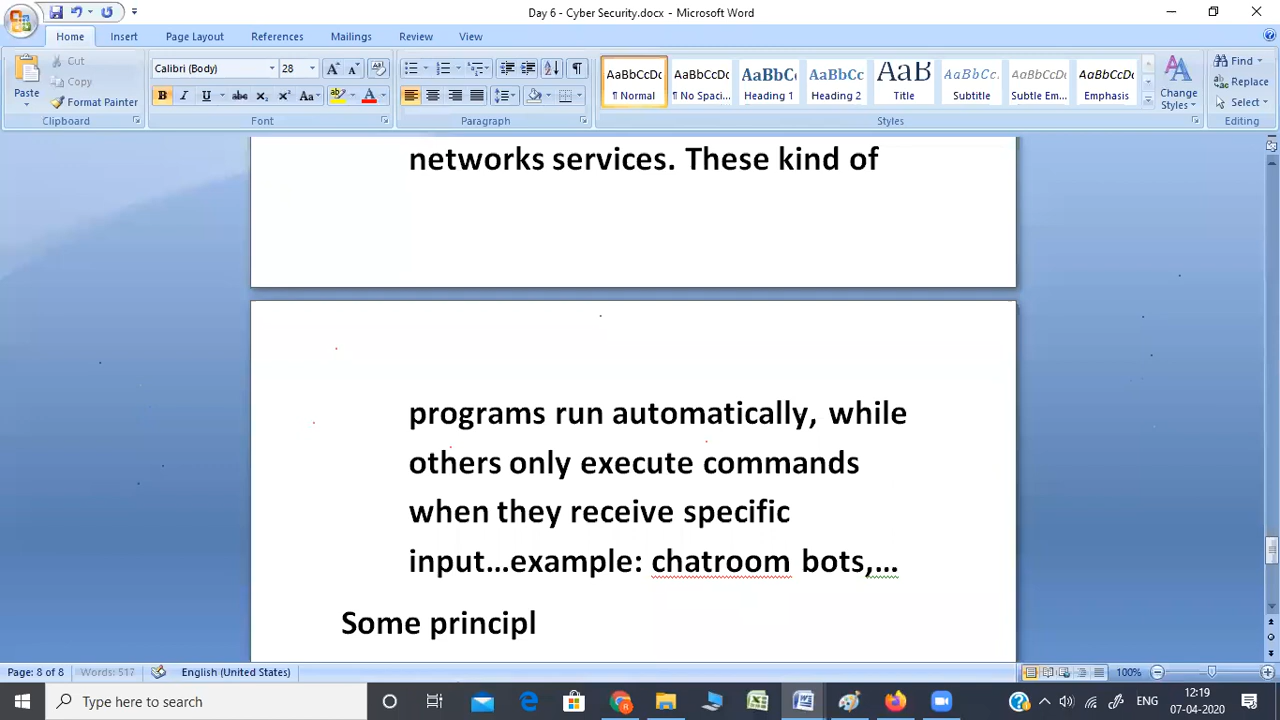 Day 6 - Cyber Security.docx - Microsoft Word
Home Insert Page Layout References Mailings Review View
Cut
Copy
Format Painter
Paste
Clipboard
Calibri (Body) 28
Font
Paragraph
AaBbCcDc AaBbCcDc AaBbC AaBbCc AaB AaBbCc. AaBbCcDc AaBbCcDc
¶ Normal ¶ No Spaci... Heading 1 Heading 2 Title Subtitle Subtle Em... Emphasis
Change
Styles
Styles
Find
Replace
Select
Editing
networks services. These kind of
programs run automatically, while
others only execute commands
when they receive specific
input…example: chatroom bots,…
Some principl
Page: 8 of 8 Words: 517 English (United States) 100%
Type here to search ENG 12:19
07-04-2020